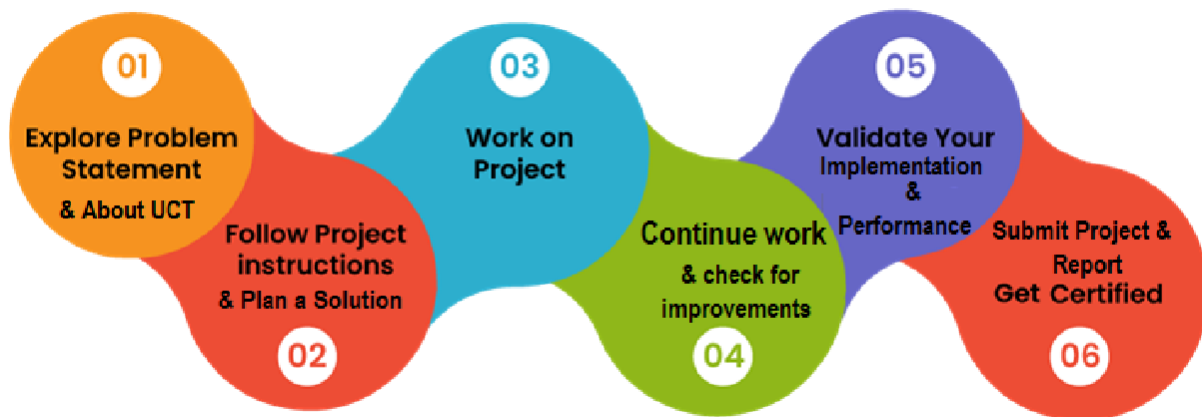 01
Explore Problem
Statement
& About UCT
02
Follow Project
instructions
& Plan a Solution
03
Work on
Project
04
Continue work
& check for
improvements
05
Validate Your
Implementation
&
Performance
06
Submit Project &
Report
Get Certified